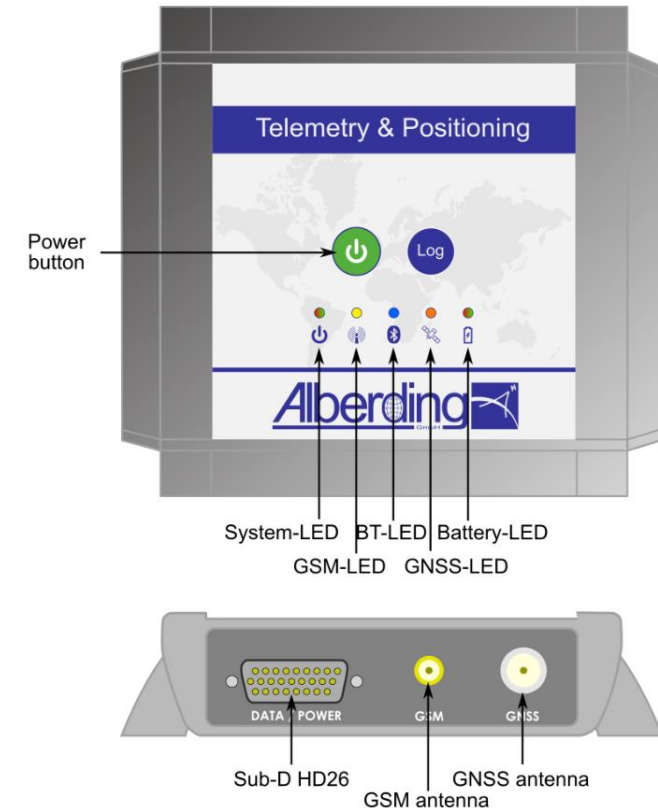 Telemetry & Positioning
Power
button
Log
Alberding
GmbH
H
System-LED
BT-LED
Battery-LED
GSM-LED
GNSS-LED
DATA / POWER
GSM
GNSS
Sub-D HD26
GNSS antenna
GSM antenna